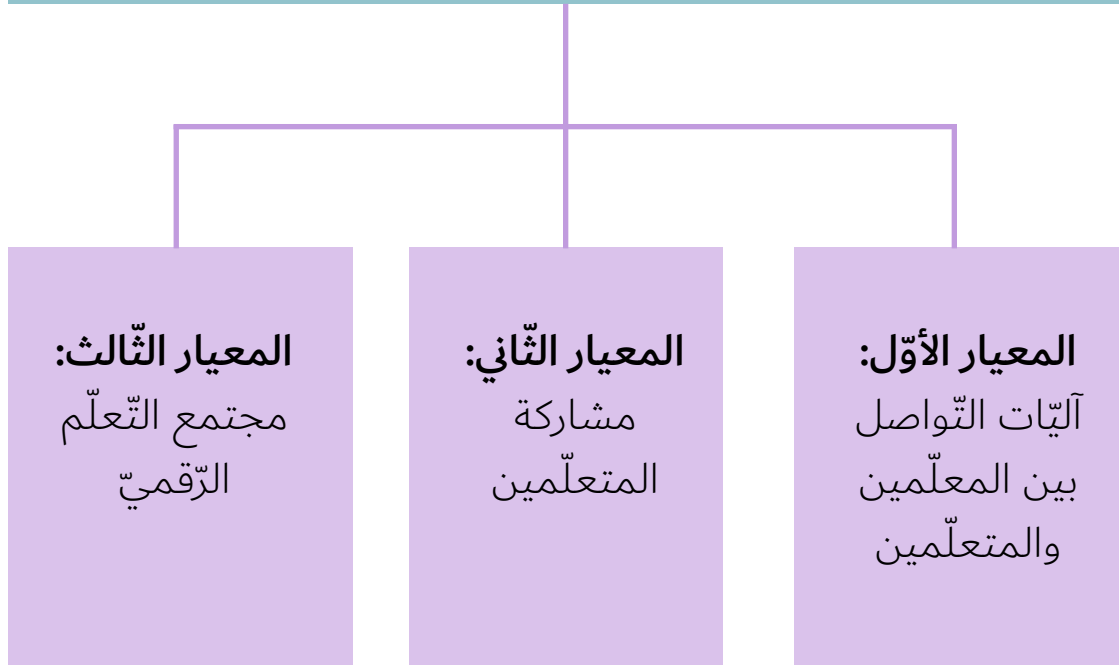 المعيار الأوّل:
آليّات التّواصل
بين المعلّمين
والمتعلّمين
المعيار الثّاني:
مشاركة
المتعلّمين
المعيار الثّالث:
مجتمع التّعلّم
الرّقميّ